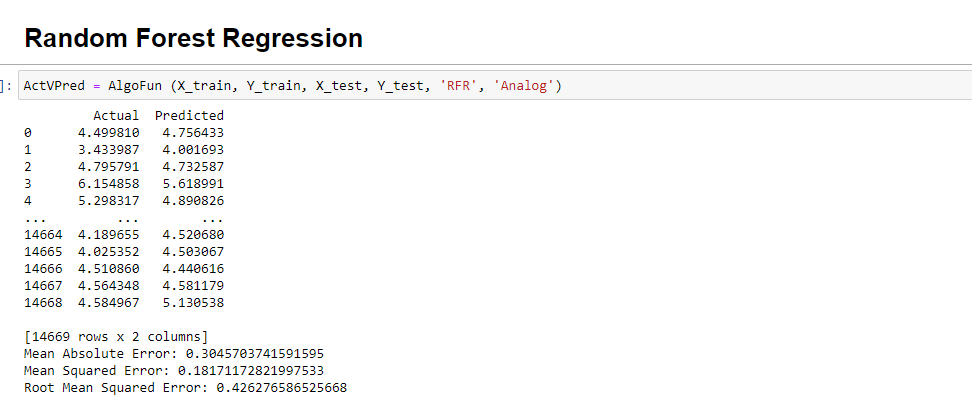 Random Forest Regression
]: ActVPred = AlgoFun (X_train, Y_train, X_test, Y_test, 'RFR', 'Analog')
Actual Predicted
0 4.499810 4.756433
1 3.433987 4.001693
2 4.795791 4.732587
3 6.154858 5.618991
4 5.298317 4.890826
... ... ...
14664 4.189655 4.520680
14665 4.025352 4.503067
14666 4.510860 4.440616
14667 4.564348 4.581179
14668 4.584967 5.130538
[14669 rows x 2 columns]
Mean Absolute Error: 0.3045703741591595
Mean Squared Error: 0.18171172821997533
Root Mean Squared Error: 0.426276586525668